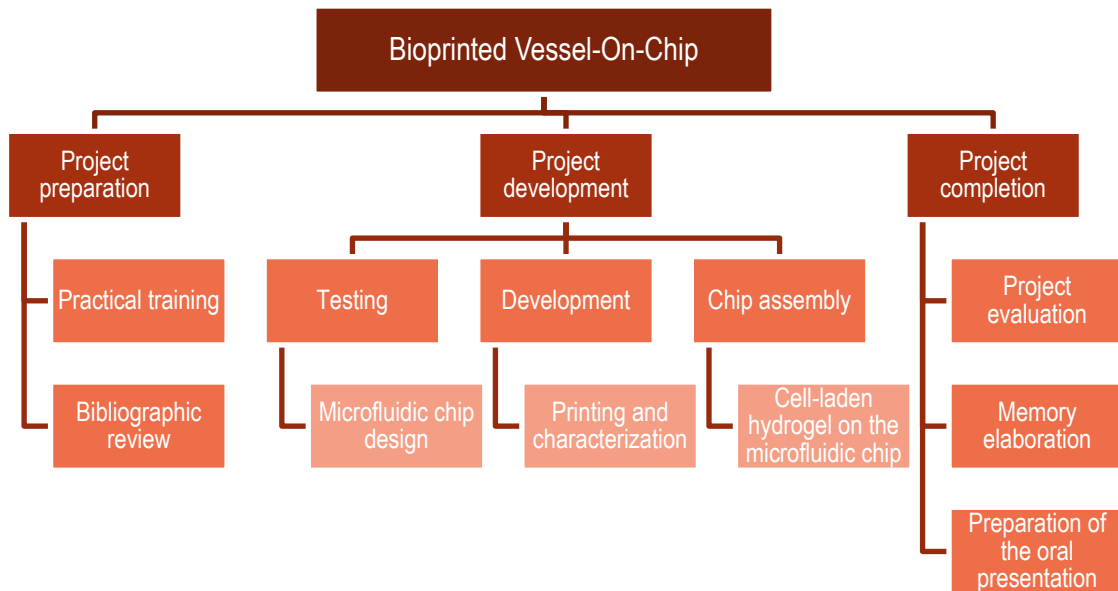 Bioprinted Vessel-On-Chip
Project
preparation
Project
development
Project
completion
Practical training
Testing
Development
Chip assembly
Project
evaluation
Bibliographic
review
Microfluidic chip
design
Printing and
characterization
Cell-laden
hydrogel on the
microfluidic chip
Memory
elaboration
Preparation of
the oral
presentation